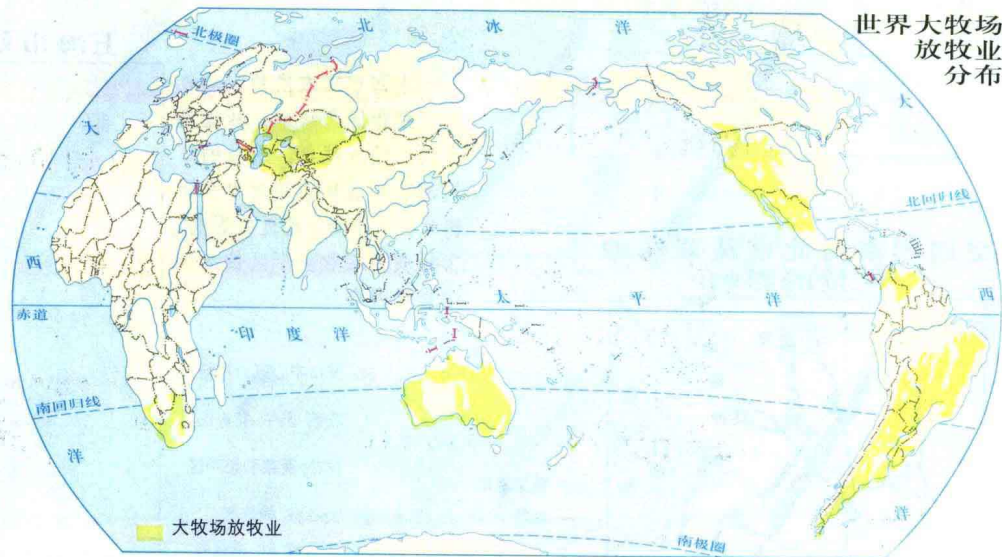 世界大牧场
放牧业
分布
北冰洋
北极圈
大
大
北回归线
西
太平洋
西
赤道
印度洋
南回归线
洋
洋
大牧场放牧业
南极圈